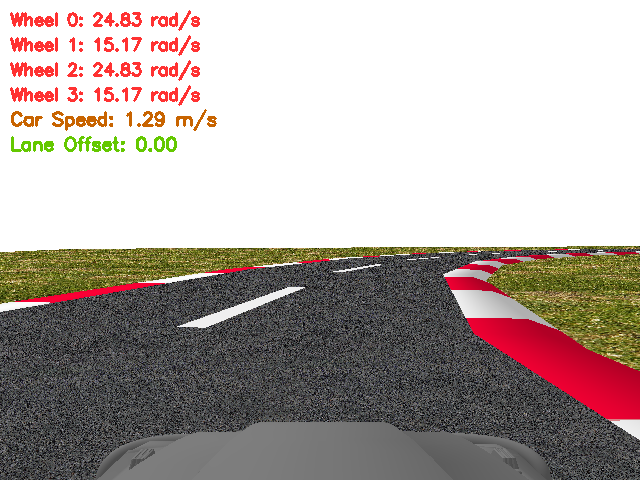 Wheel 0: 24.83 rad/s
Wheel 1: 15.17 rad/s
Wheel 2: 24.83 rad/s
Wheel 3: 15.17 rad/s
Car Speed: 1.29 m/s
Lane Offset: 0.00